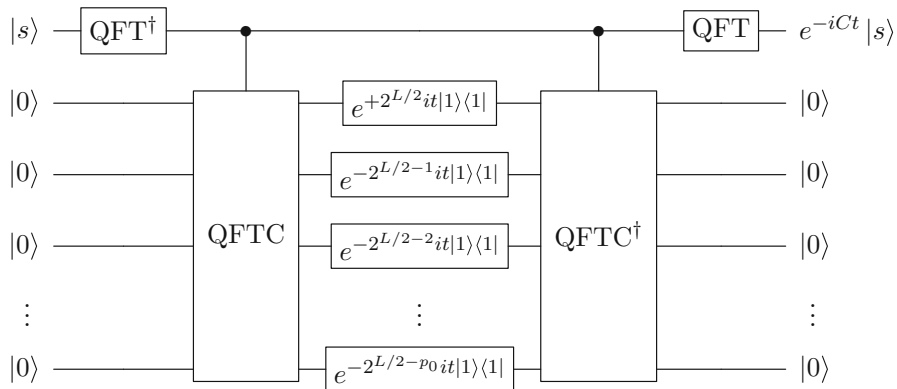 |s⟩ QFT† QFT e^{-iCt} |s⟩
|0⟩ e^{+2^{L/2}it|1⟩⟨1|} |0⟩
|0⟩ e^{-2^{L/2-1}it|1⟩⟨1|} |0⟩
|0⟩ QFTC e^{-2^{L/2-2}it|1⟩⟨1|} QFTC† |0⟩
⋮ ⋮ ⋮
|0⟩ e^{-2^{L/2-p_0}it|1⟩⟨1|} |0⟩